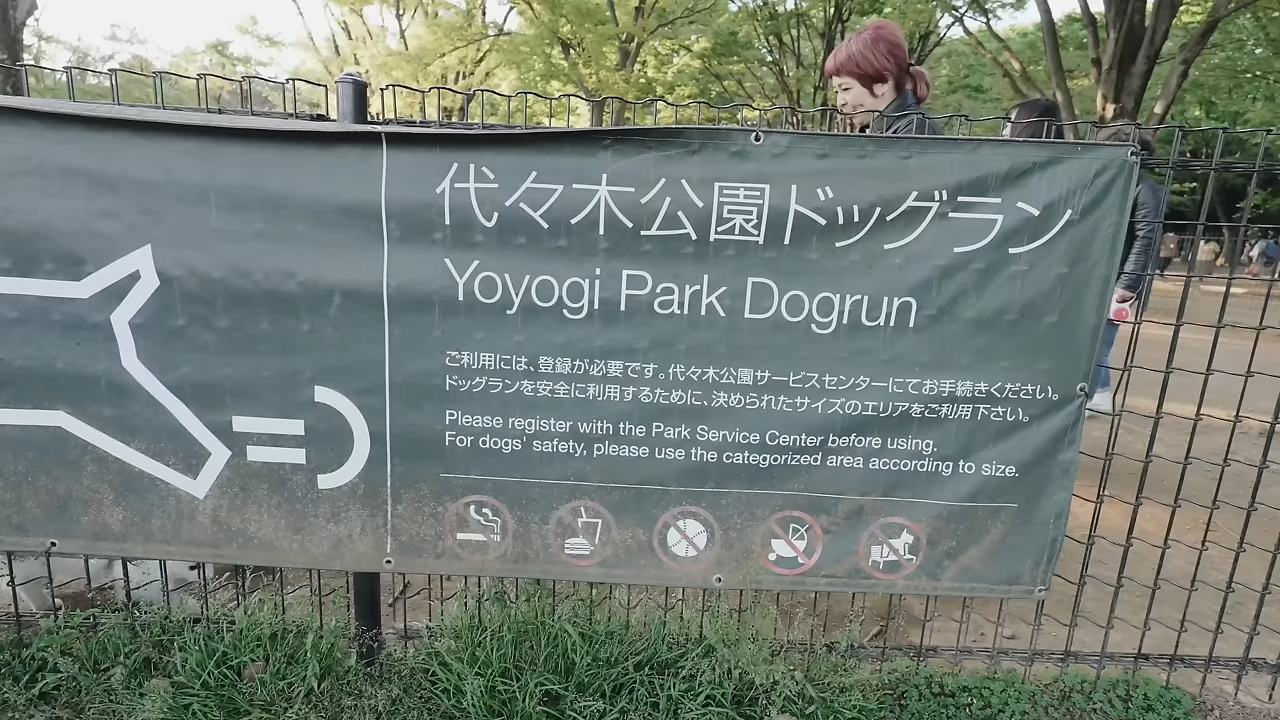 代々木公園ドッグラン
Yoyogi Park Dogrun
ご利用には、登録が必要です。代々木公園サービスセンターにてお手続きください。
ドッグランを安全に利用するために、決められたサイズのエリアをご利用下さい。
Please register with the Park Service Center before using.
For dogs' safety, please use the categorized area according to size.